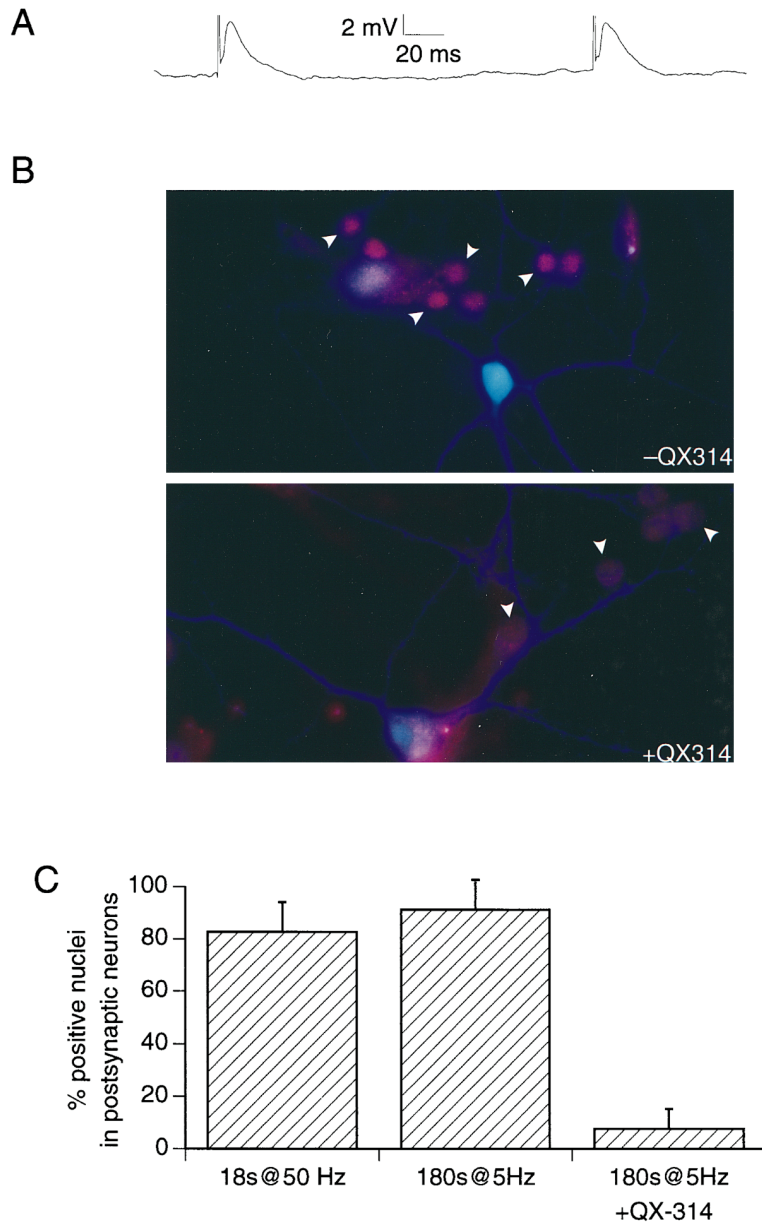 A
2 mV
20 ms
B
–QX314
+QX314
C
% positive nuclei
in postsynaptic neurons
100
80
60
40
20
0
18s@50 Hz
180s@5Hz
180s@5Hz
+QX-314